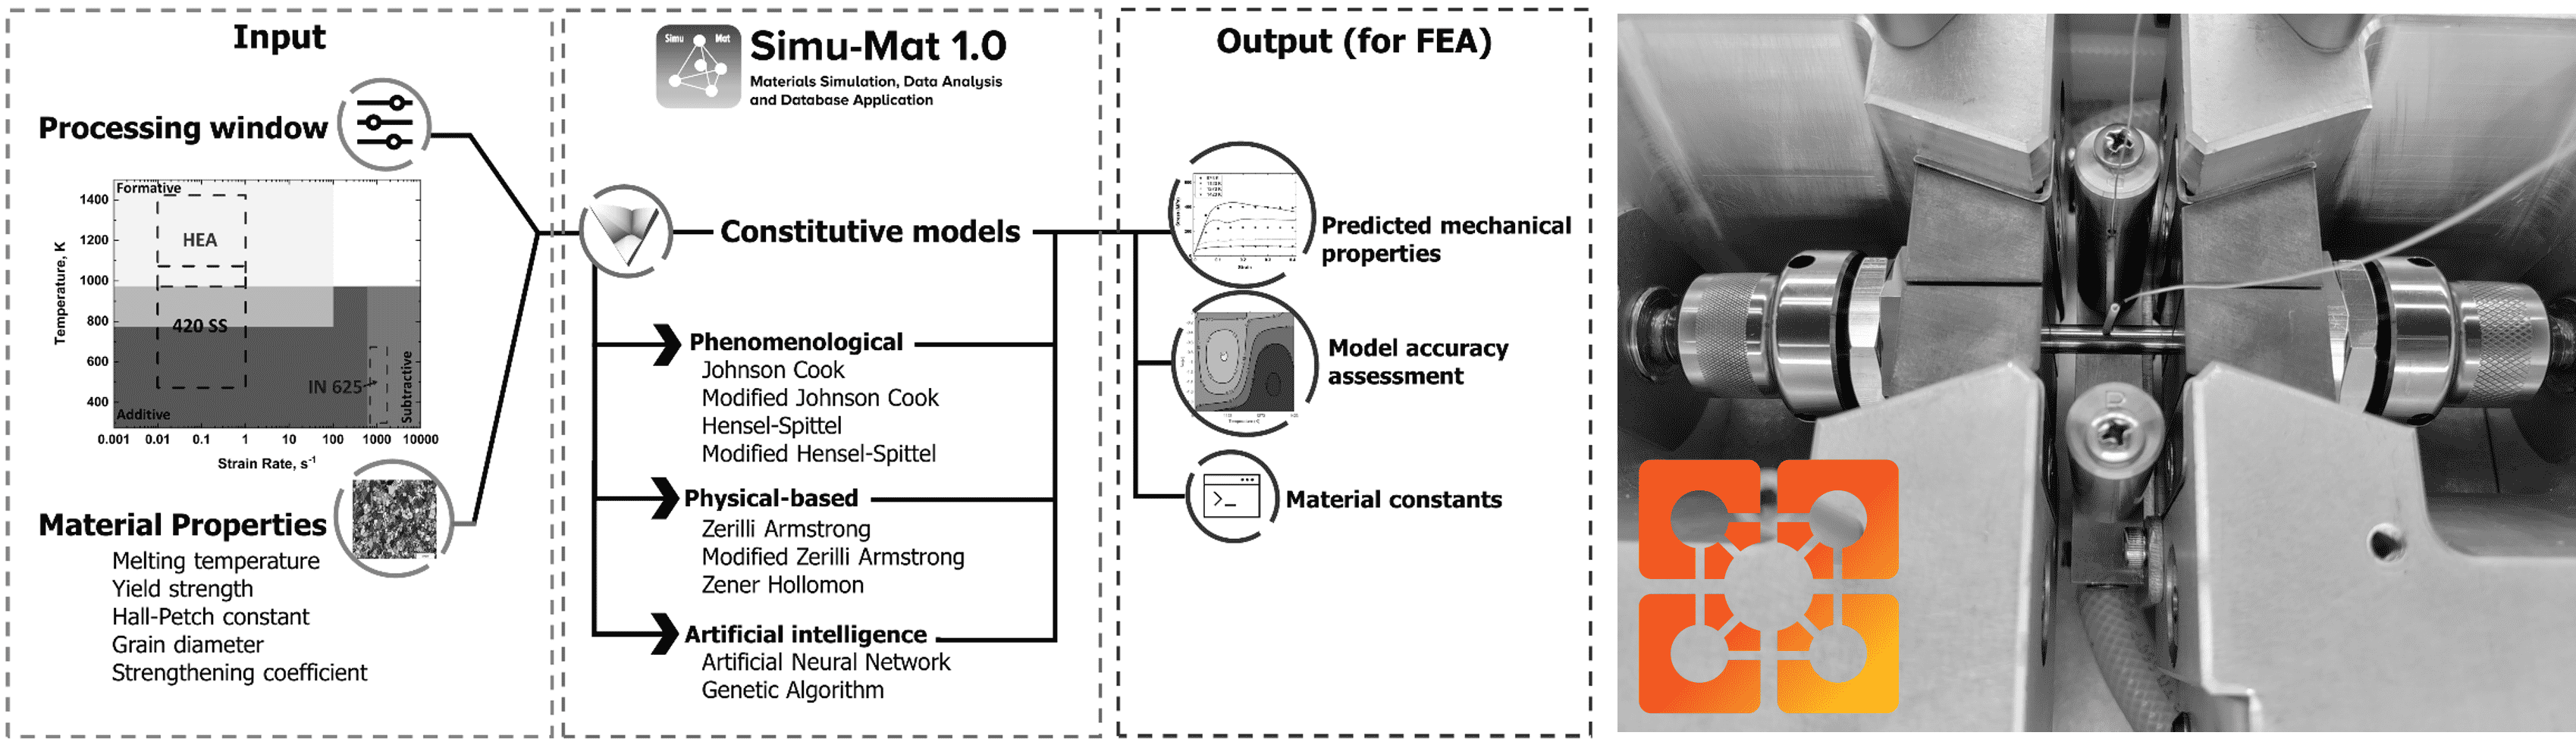 Input
Processing window
Formative
1400
1200
1000
800
600
400
HEA
420 SS
IN 625
Additive
Subtractive
Temperature, K
0.001 0.01 0.1 1 10 100 1000 10000
Strain Rate, s-1
Material Properties
Melting temperature
Yield strength
Hall-Petch constant
Grain diameter
Strengthening coefficient
Simu Mat
Simu-Mat 1.0
Materials Simulation, Data Analysis
and Database Application
Constitutive models
Phenomenological
Johnson Cook
Modified Johnson Cook
Hensel-Spittel
Modified Hensel-Spittel
Physical-based
Zerilli Armstrong
Modified Zerilli Armstrong
Zener Hollomon
Artificial intelligence
Artificial Neural Network
Genetic Algorithm
Output (for FEA)
Predicted mechanical
properties
Strain
Model accuracy
assessment
Material constants